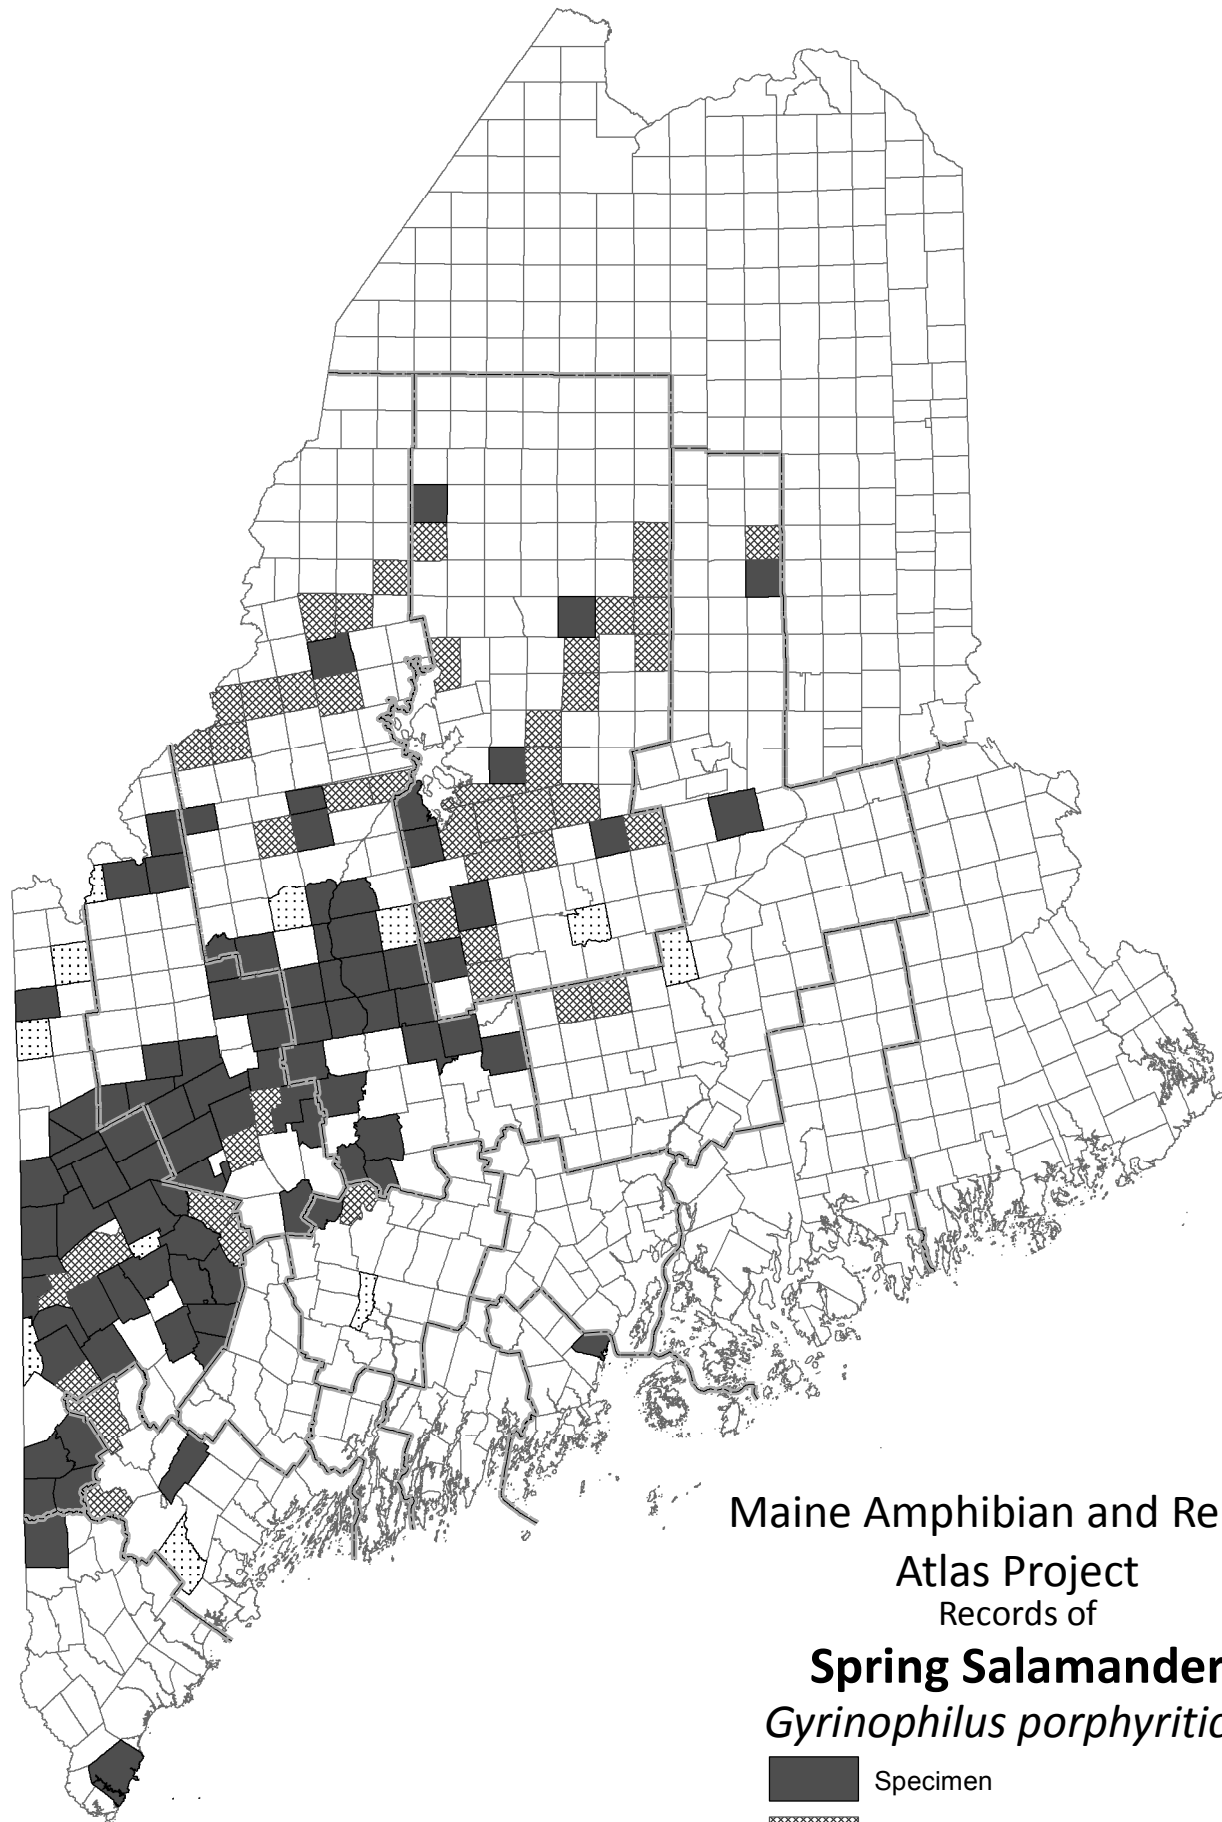 Maine Amphibian and Re
Atlas Project
Records of
Spring Salamander
Gyrinophilus porphyritic
Specimen